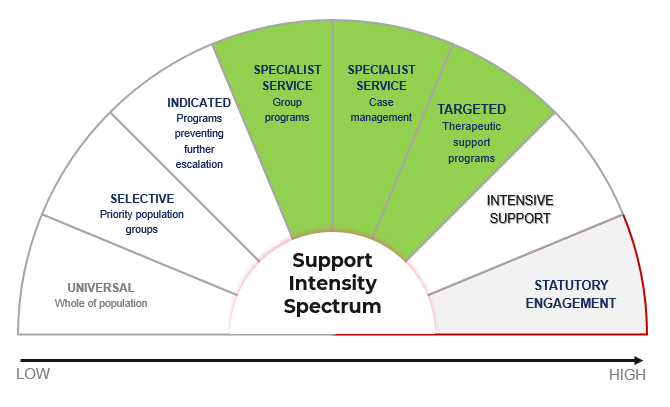 UNIVERSAL
Whole of population
SELECTIVE
Priority population
groups
INDICATED
Programs
preventing
further
escalation
SPECIALIST
SERVICE
Group
programs
SPECIALIST
SERVICE
Case
management
TARGETED
Therapeutic
support
programs
INTENSIVE
SUPPORT
STATUTORY
ENGAGEMENT
Support
Intensity
Spectrum
LOW
HIGH